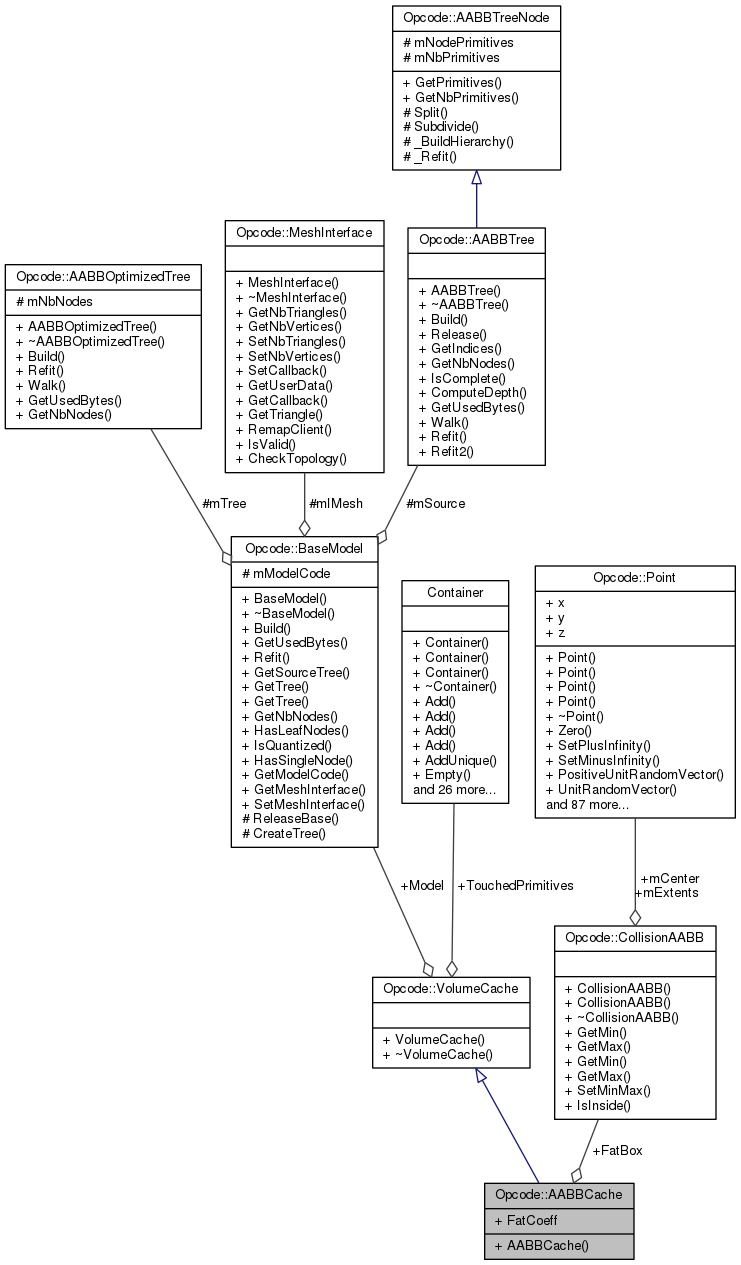 Opcode::AABBTreeNode
# mNodePrimitives
# mNbPrimitives
+ GetPrimitives()
+ GetNbPrimitives()
# Split()
# Subdivide()
# _BuildHierarchy()
# _Refit()
Opcode::AABBOptimizedTree
# mNbNodes
+ AABBOptimizedTree()
+ ~AABBOptimizedTree()
+ Build()
+ Refit()
+ Walk()
+ GetUsedBytes()
+ GetNbNodes()
Opcode::MeshInterface
+ MeshInterface()
+ ~MeshInterface()
+ GetNbTriangles()
+ GetNbVertices()
+ SetNbTriangles()
+ SetNbVertices()
+ SetCallback()
+ GetUserData()
+ GetCallback()
+ GetTriangle()
+ RemapClient()
+ IsValid()
+ CheckTopology()
Opcode::AABBTree
+ AABBTree()
+ ~AABBTree()
+ Build()
+ Release()
+ GetIndices()
+ GetNbNodes()
+ IsComplete()
+ ComputeDepth()
+ GetUsedBytes()
+ Walk()
+ Refit()
+ Refit2()
#mTree
#mIMesh
#mSource
Opcode::BaseModel
# mModelCode
+ BaseModel()
+ ~BaseModel()
+ Build()
+ GetUsedBytes()
+ Refit()
+ GetSourceTree()
+ GetTree()
+ GetTree()
+ GetNbNodes()
+ HasLeafNodes()
+ IsQuantized()
+ HasSingleNode()
+ GetModelCode()
+ GetMeshInterface()
+ SetMeshInterface()
# ReleaseBase()
# CreateTree()
Container
+ Container()
+ Container()
+ Container()
+ ~Container()
+ Add()
+ Add()
+ Add()
+ Add()
+ AddUnique()
+ Empty()
and 26 more...
Opcode::Point
+ x
+ y
+ z
+ Point()
+ Point()
+ Point()
+ Point()
+ ~Point()
+ Zero()
+ SetPlusInfinity()
+ SetMinusInfinity()
+ PositiveUnitRandomVector()
+ UnitRandomVector()
and 87 more...
+Model
+TouchedPrimitives
+mCenter
+mExtents
Opcode::VolumeCache
+ VolumeCache()
+ ~VolumeCache()
Opcode::CollisionAABB
+ CollisionAABB()
+ CollisionAABB()
+ ~CollisionAABB()
+ GetMin()
+ GetMax()
+ GetMin()
+ GetMax()
+ SetMinMax()
+ IsInside()
+FatBox
Opcode::AABBCache
+ FatCoeff
+ AABBCache()